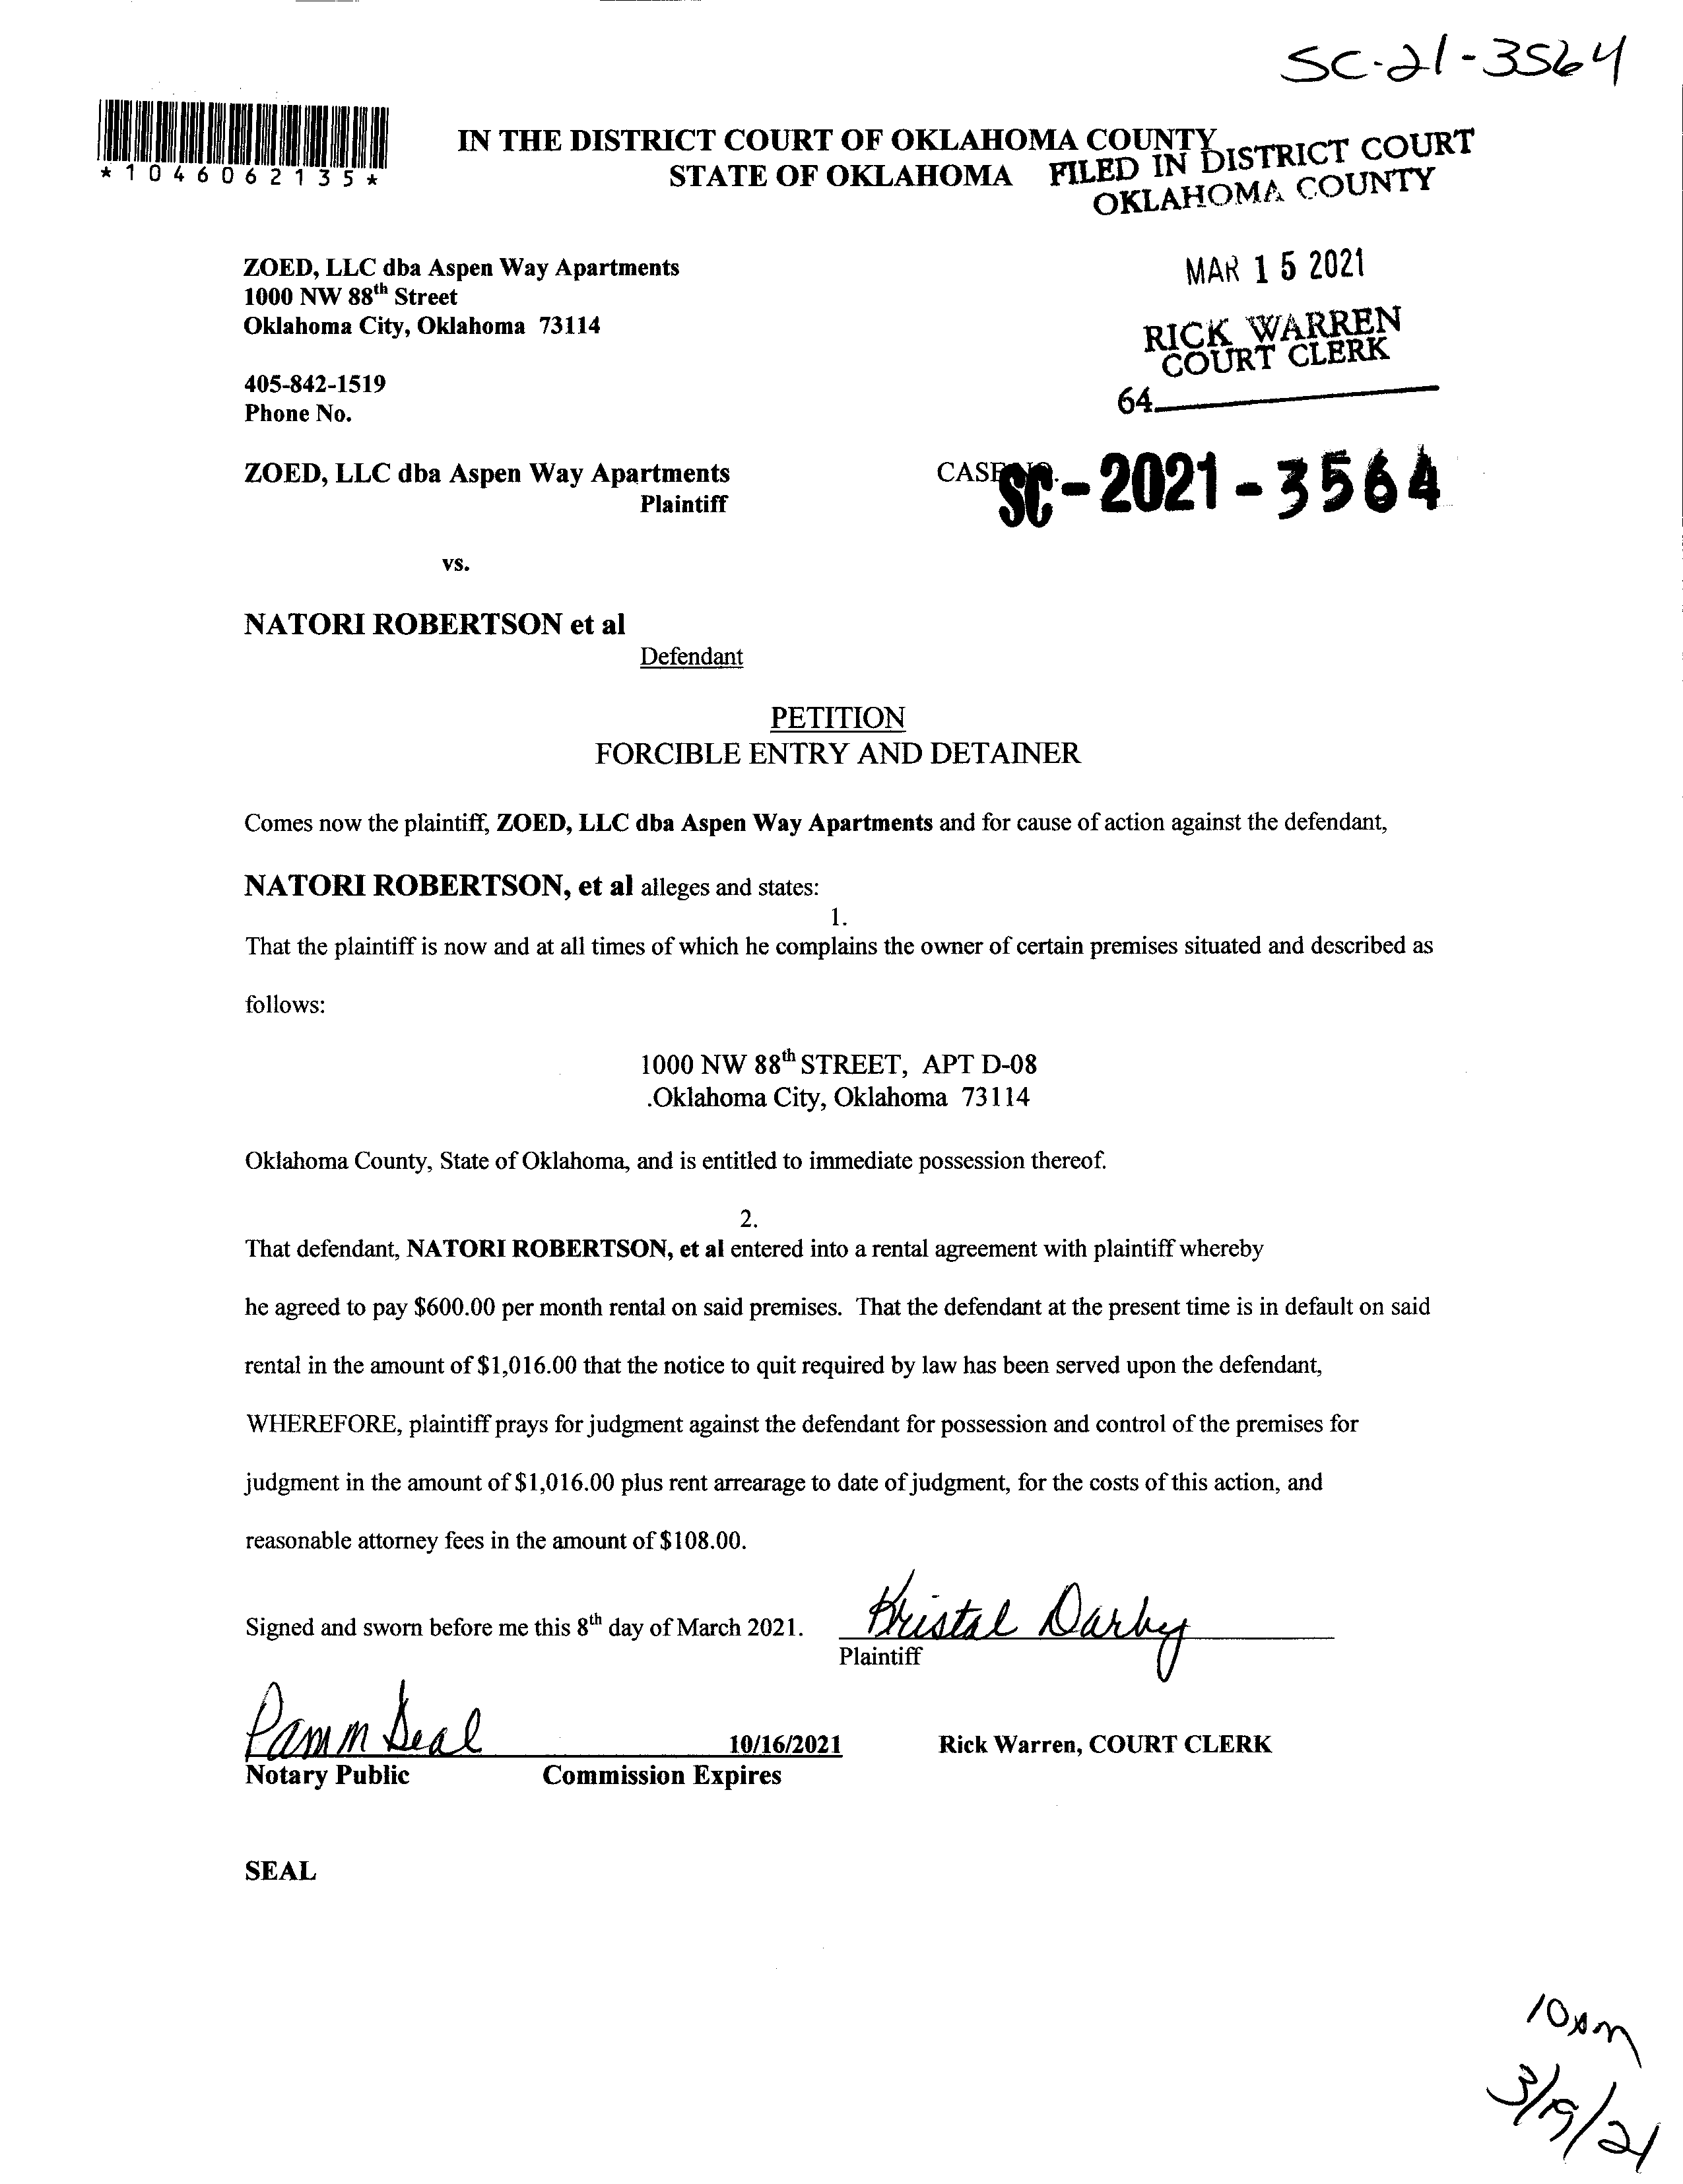 SC-21-3564
*1046062135*
IN THE DISTRICT COURT OF OKLAHOMA COUNTY
STATE OF OKLAHOMA
FILED IN DISTRICT COURT
OKLAHOMA COUNTY
MAR 15 2021
RICK WARREN
COURT CLERK
64
ZOED, LLC dba Aspen Way Apartments
1000 NW 88th Street
Oklahoma City, Oklahoma 73114
405-842-1519
Phone No.
ZOED, LLC dba Aspen Way Apartments
Plaintiff
CASE NO.
SC-2021-3564
vs.
NATORI ROBERTSON et al
Defendant
PETITION
FORCIBLE ENTRY AND DETAINER
Comes now the plaintiff, ZOED, LLC dba Aspen Way Apartments and for cause of action against the defendant,
NATORI ROBERTSON, et al alleges and states:
1.
That the plaintiff is now and at all times of which he complains the owner of certain premises situated and described as
follows:
1000 NW 88th STREET, APT D-08
.Oklahoma City, Oklahoma 73114
Oklahoma County, State of Oklahoma, and is entitled to immediate possession thereof.
2.
That defendant, NATORI ROBERTSON, et al entered into a rental agreement with plaintiff whereby
he agreed to pay $600.00 per month rental on said premises. That the defendant at the present time is in default on said
rental in the amount of $1,016.00 that the notice to quit required by law has been served upon the defendant,
WHEREFORE, plaintiff prays for judgment against the defendant for possession and control of the premises for
judgment in the amount of $1,016.00 plus rent arrearage to date of judgment, for the costs of this action, and
reasonable attorney fees in the amount of $108.00.
Signed and sworn before me this 8th day of March 2021.
Kristal Darby
Plaintiff
Pam m Deal
10/16/2021
Rick Warren, COURT CLERK
Notary Public Commission Expires
SEAL
10am
3/19/21